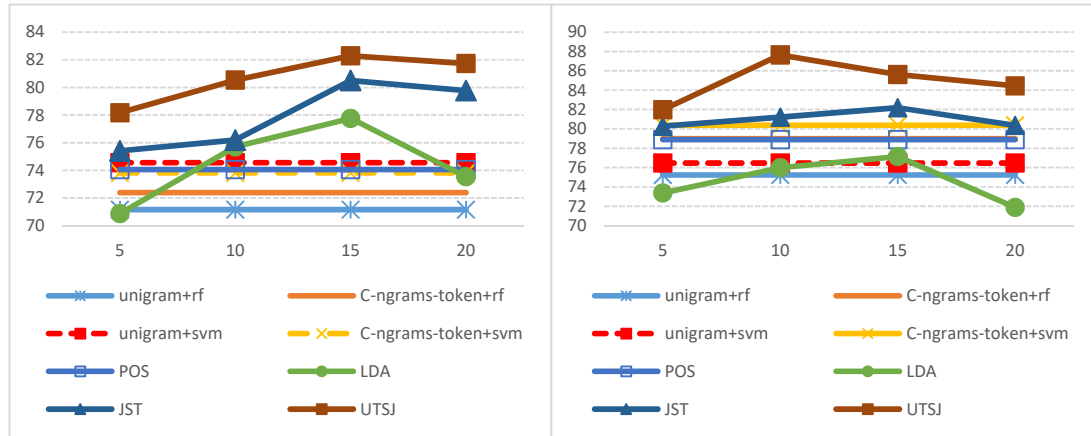 84
82
80
78
76
74
72
70
5 10 15 20
unigram+rf C-ngrams-token+rf
unigram+svm C-ngrams-token+svm
POS LDA
JST UTSJ
90
88
86
84
82
80
78
76
74
72
70
5 10 15 20
unigram+rf C-ngrams-token+rf
unigram+svm C-ngrams-token+svm
POS LDA
JST UTSJ